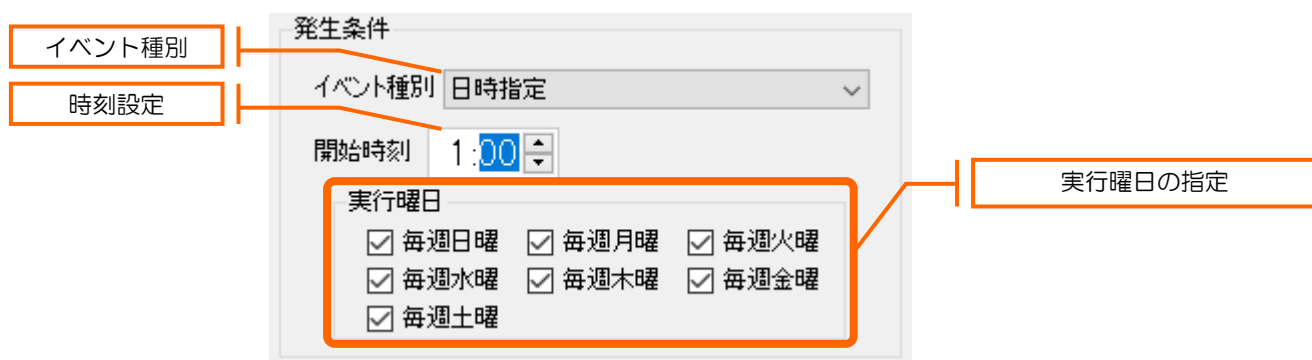 発生条件
イベント種別
イベント種別 日時指定
時刻設定
開始時刻 1:00
実行曜日の指定
実行曜日
毎週日曜 毎週月曜 毎週火曜
毎週水曜 毎週木曜 毎週金曜
毎週土曜